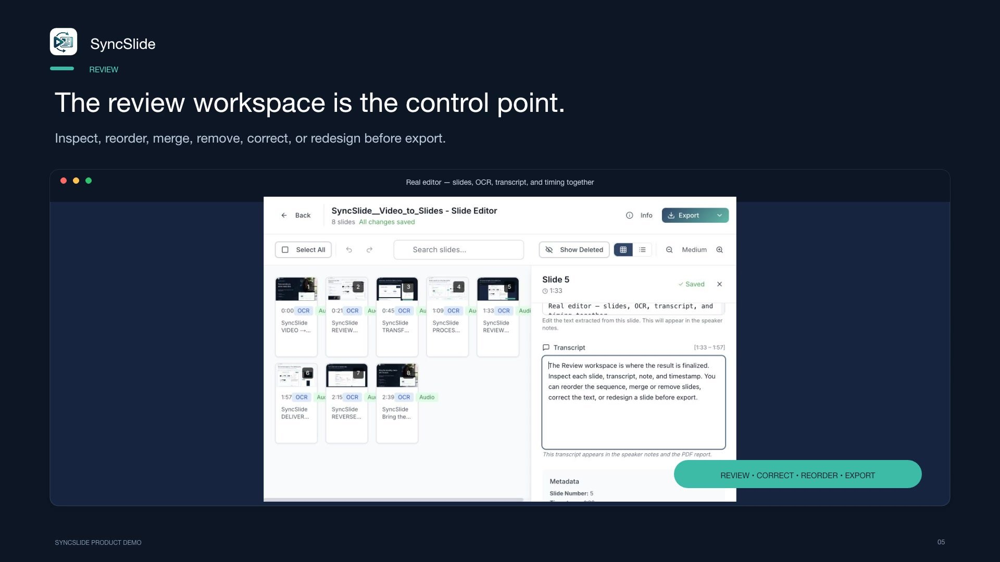 SyncSlide
REVIEW
The review workspace is the control point.
Inspect, reorder, merge, remove, correct, or redesign before export.
Real editor — slides, OCR, transcript, and timing together
Back
SyncSlide__Video_to_Slides - Slide Editor
8 slides All changes saved
Info
Export
Select All
Search slides...
Show Deleted
Medium
1
2
3
4
5
0:00 OCR Au
0:21 OCR Au
0:45 OCR Au
1:09 OCR Au
1:33 OCR Audi
SyncSlide
VIDEO →...
SyncSlide
REVIEW...
SyncSlide
TRANSF...
SyncSlide
PROCES...
SyncSlide
REVIEW...
6
7
8
1:57 OCR Auc
2:15 OCR Auc
2:39 OCR Audio
SyncSlide
DELIVER...
SyncSlide
REVERSE...
SyncSlide
Bring the...
Slide 5
Saved
1:33
Real editor — slides, OCR, transcript, and
timing together
Edit the text extracted from this slide. This will appear in the speaker
notes.
Transcript [1:33 – 1:57]
The Review workspace is where the result is finalized.
Inspect each slide, transcript, note, and timestamp. You
can reorder the sequence, merge or remove slides,
correct the text, or redesign a slide before export.
This transcript appears in the speaker notes and the PDF report.
Metadata
Slide Number: 5
REVIEW • CORRECT • REORDER • EXPORT
SYNCSLIDE PRODUCT DEMO
05